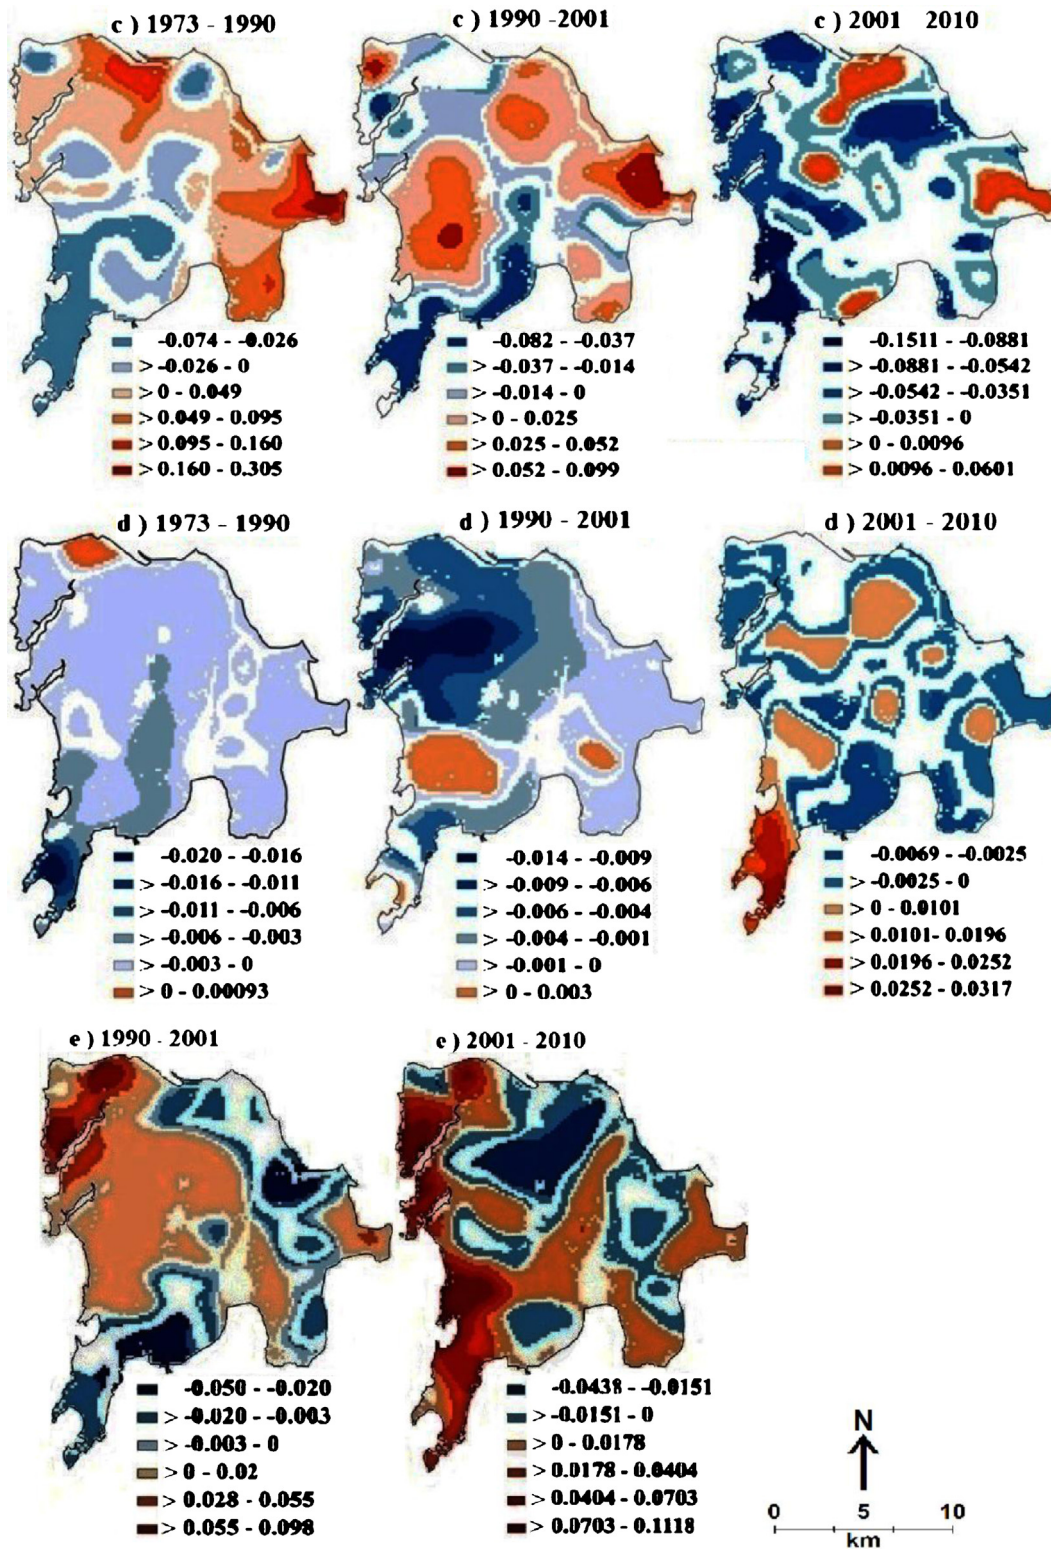 c ) 1973 - 1990
c ) 1990 - 2001
c ) 2001 - 2010
-0.074 - -0.026
> -0.026 - 0
> 0 - 0.049
> 0.049 - 0.095
> 0.095 - 0.160
> 0.160 - 0.305
-0.082 - -0.037
> -0.037 - -0.014
> -0.014 - 0
> 0 - 0.025
> 0.025 - 0.052
> 0.052 - 0.099
-0.1511 - -0.0881
> -0.0881 - -0.0542
> -0.0542 - -0.0351
> -0.0351 - 0
> 0 - 0.0096
> 0.0096 - 0.0601
d ) 1973 - 1990
d ) 1990 - 2001
d ) 2001 - 2010
-0.020 - -0.016
> -0.016 - -0.011
> -0.011 - -0.006
> -0.006 - -0.003
> -0.003 - 0
> 0 - 0.00093
-0.014 - -0.009
> -0.009 - -0.006
> -0.006 - -0.004
> -0.004 - -0.001
> -0.001 - 0
> 0 - 0.003
-0.0069 - -0.0025
> -0.0025 - 0
> 0 - 0.0101
> 0.0101 - 0.0196
> 0.0196 - 0.0252
> 0.0252 - 0.0317
e ) 1990 - 2001
e ) 2001 - 2010
-0.050 - -0.020
> -0.020 - -0.003
> -0.003 - 0
> 0 - 0.02
> 0.028 - 0.055
> 0.055 - 0.098
-0.0438 - -0.0151
> -0.0151 - 0
> 0 - 0.0178
> 0.0178 - 0.0404
> 0.0404 - 0.0703
> 0.0703 - 0.1118
N
0 5 10
km